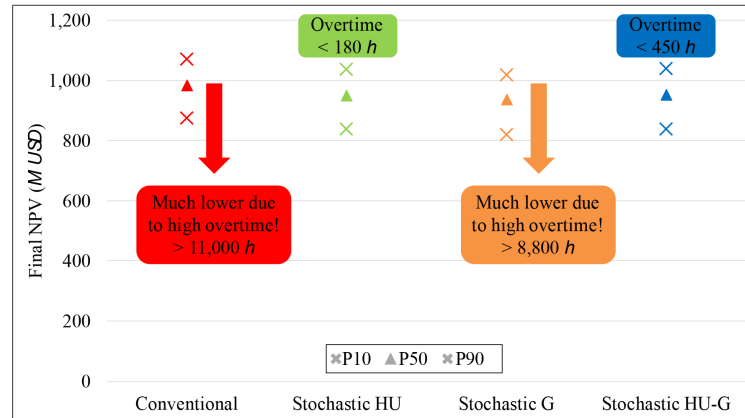 1,200
1,000
800
600
400
200
0
Final NPV (M USD)
Overtime
< 180 h
Overtime
< 450 h
Much lower due
to high overtime!
> 11,000 h
Much lower due
to high overtime!
> 8,800 h
P10 P50 P90
Conventional Stochastic HU Stochastic G Stochastic HU-G